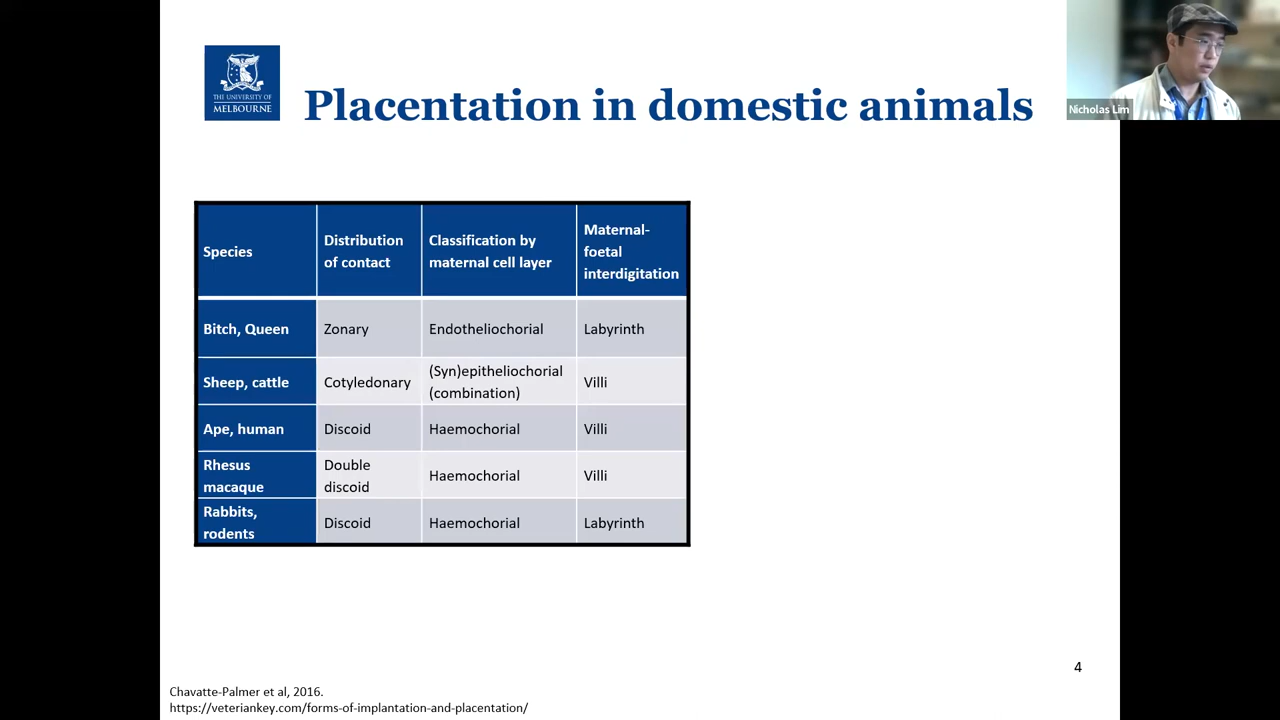 THE UNIVERSITY OF
MELBOURNE
Placentation in domestic animals
Nicholas Lim
Species
Distribution
of contact
Classification by
maternal cell layer
Maternal-
foetal
interdigitation
Bitch, Queen
Zonary
Endotheliochorial
Labyrinth
Sheep, cattle
Cotyledonary
(Syn)epitheliochorial
(combination)
Villi
Ape, human
Discoid
Haemochorial
Villi
Rhesus
macaque
Double
discoid
Haemochorial
Villi
Rabbits,
rodents
Discoid
Haemochorial
Labyrinth
4
Chavatte-Palmer et al, 2016.
https://veteriankey.com/forms-of-implantation-and-placentation/